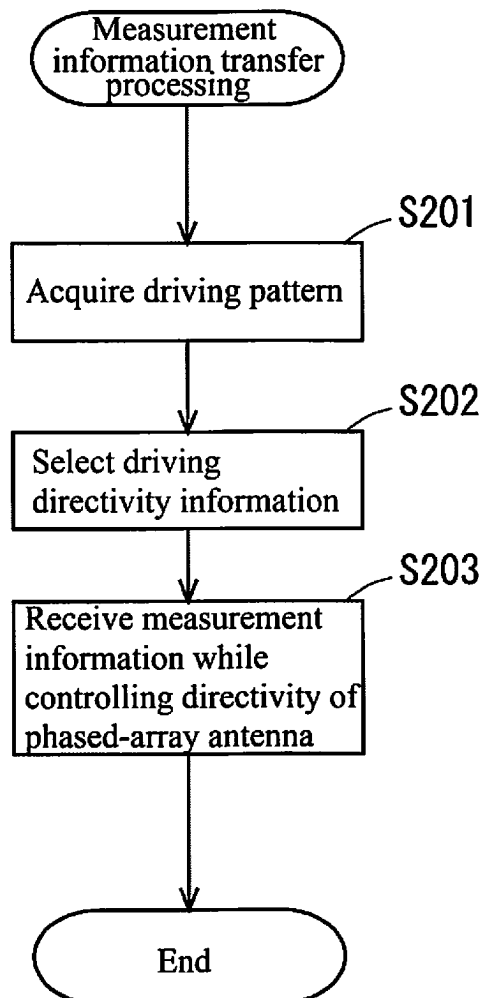 Measurement
information transfer
processing
S201
Acquire driving pattern
S202
Select driving
directivity information
S203
Receive measurement
information while
controlling directivity of
phased-array antenna
End